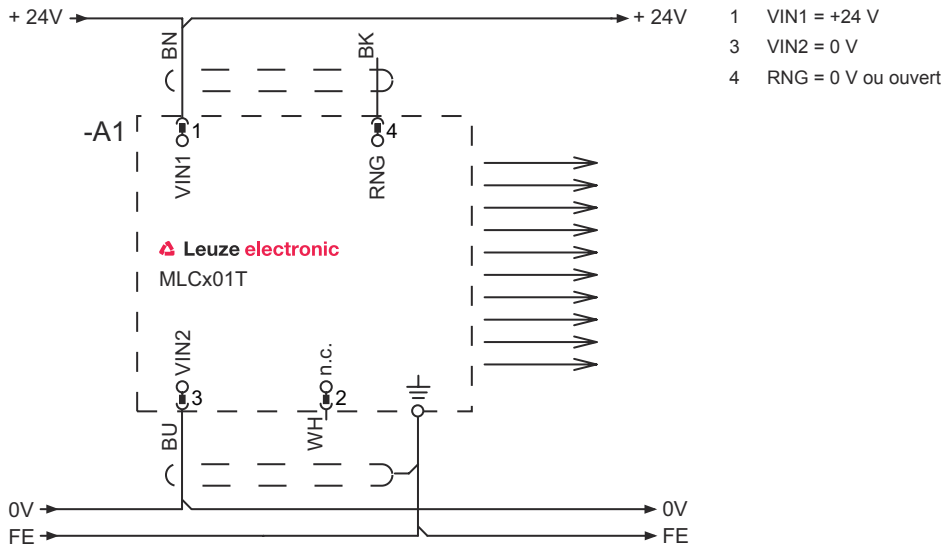 + 24V
+ 24V
1 VIN1 = +24 V
3 VIN2 = 0 V
4 RNG = 0 V ou ouvert
BN
BK
-A1
1
4
VIN1
RNG
Leuze electronic
MLCx01T
VIN2
n.c.
3
2
BU
WH
0V
0V
FE
FE